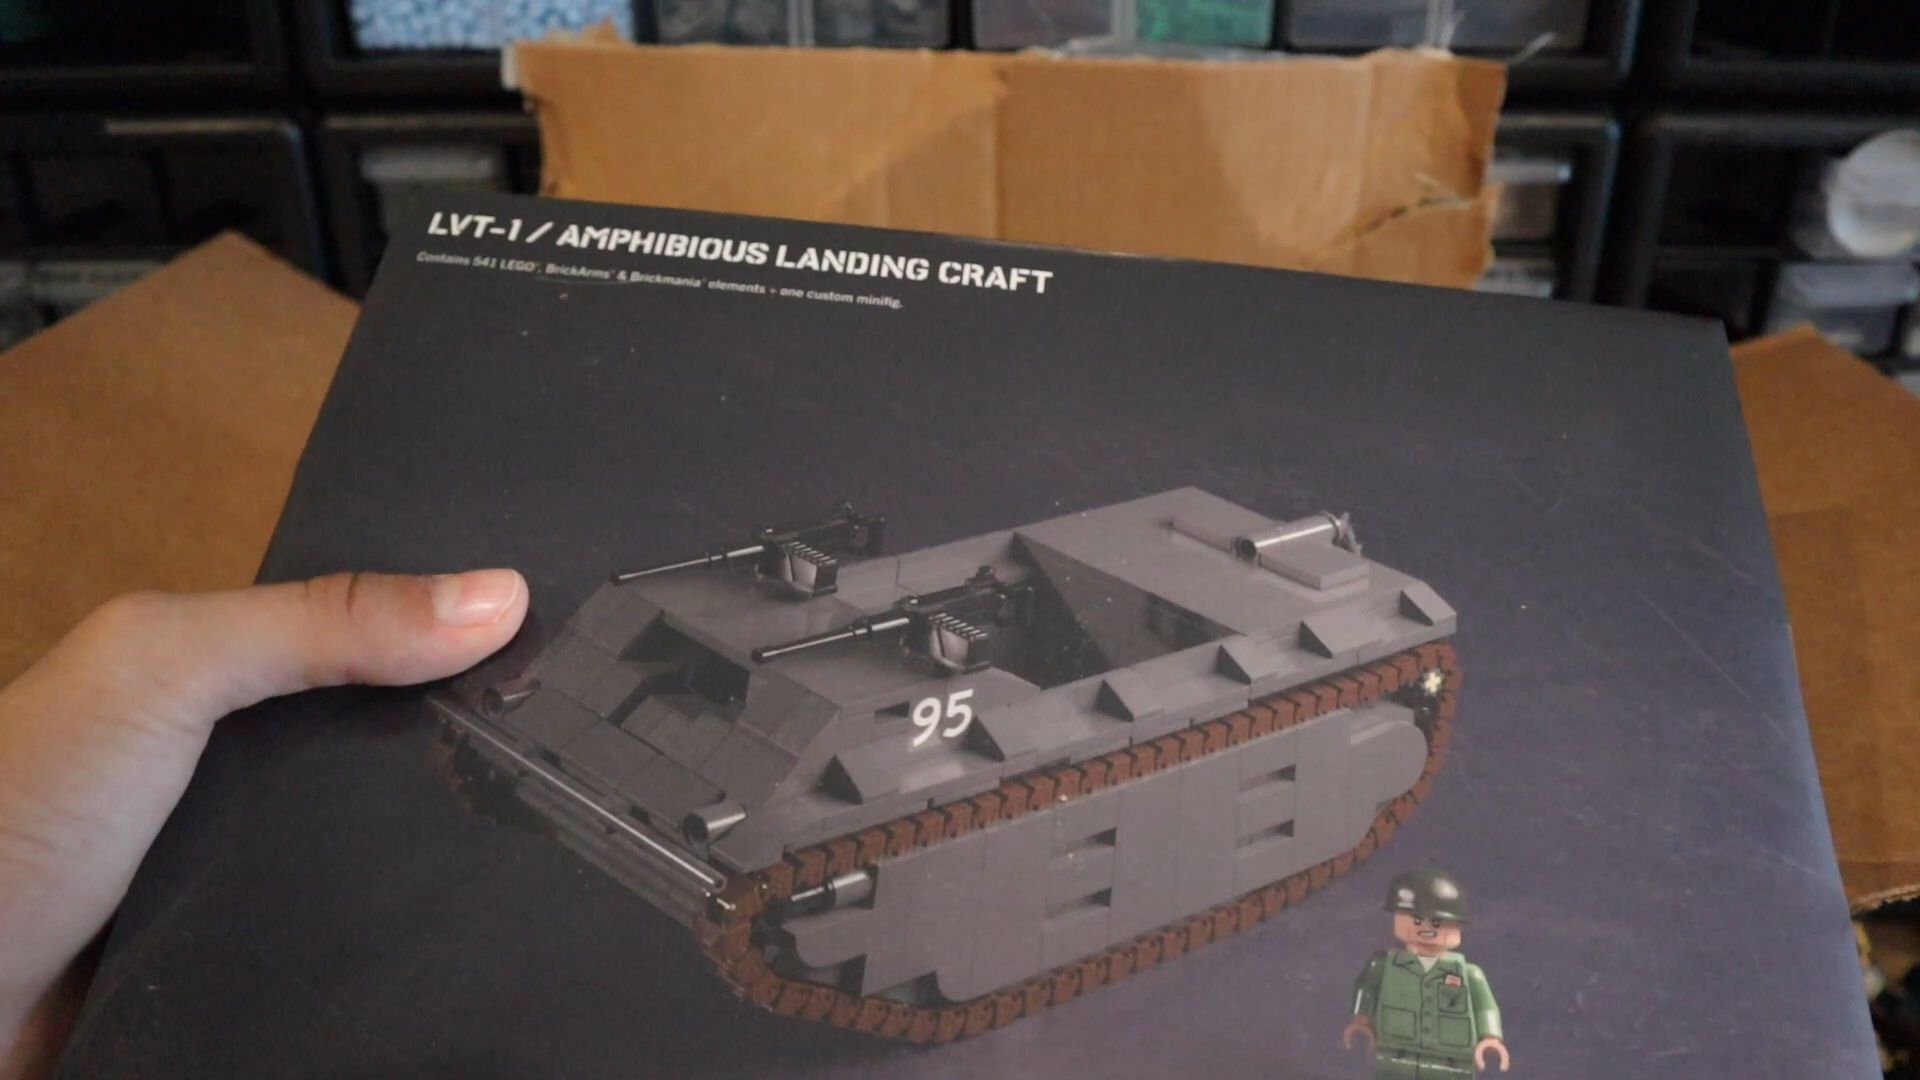 LVT-1 / AMPHIBIOUS LANDING CRAFT
Contains 541 LEGO®, BrickArms® & Brickmania® elements + one custom minifig.
95